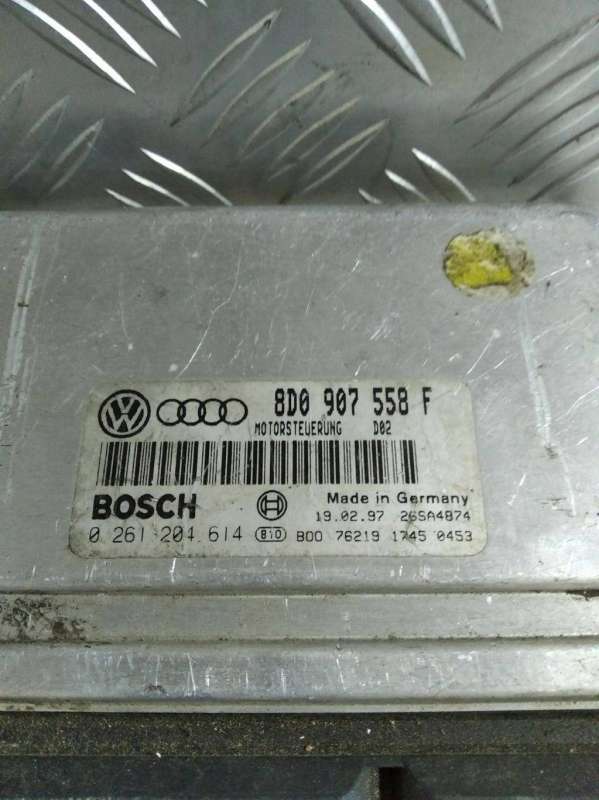 8D0 907 558 F
MOTORSTEUERUNG D02
BOSCH
Made in Germany
19.02.97 26SA4874
0 261 204 614 B00 76219 1745 0453